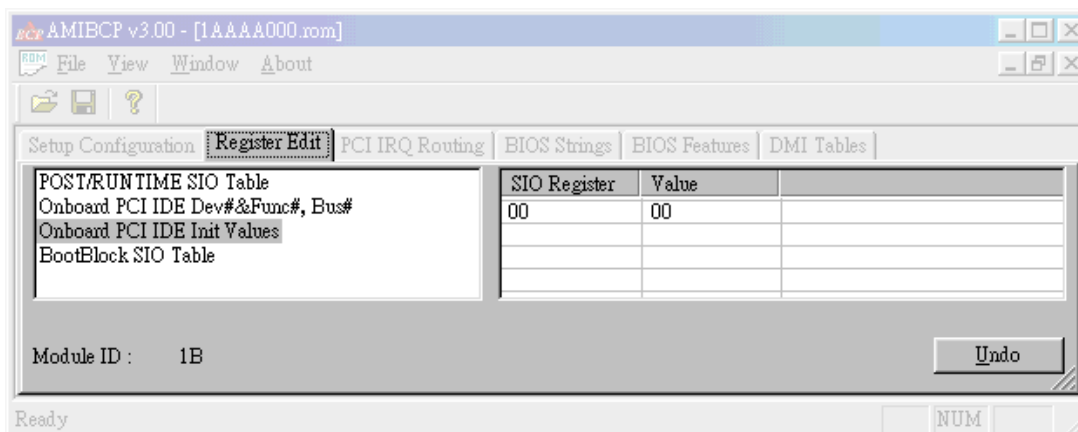 AMIBCP v3.00 - [1AAAA000.rom]
File View Window About
Setup Configuration Register Edit PCI IRQ Routing BIOS Strings BIOS Features DMI Tables
POST/RUNTIME SIO Table
Onboard PCI IDE Dev#&Func#, Bus#
Onboard PCI IDE Init Values
BootBlock SIO Table
SIO Register Value
00 00
Module ID : 1B
Undo
Ready NUM